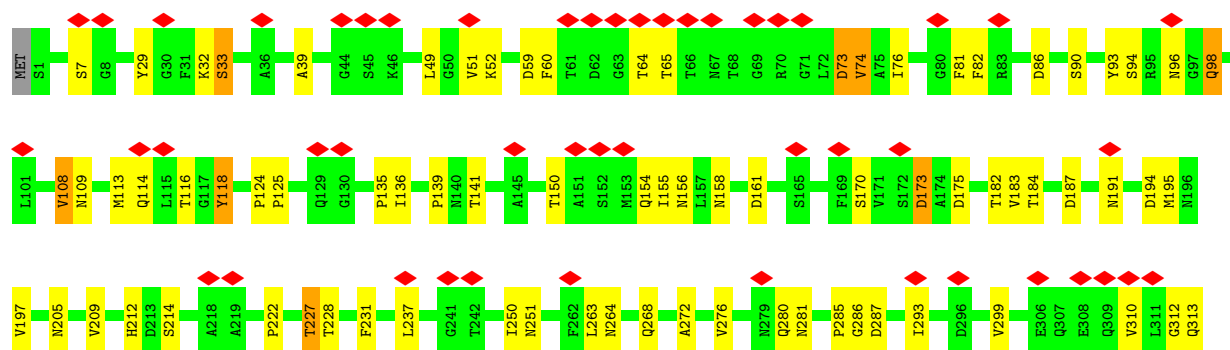 MET S1 S7 G8 Y29 G30 F31 K32 S33 A36 A39 G44 S45 K46 L49 G50 V51 K52 D59 F60 T61 D62 G63 T64 T65 T66 N67 T68 G69 R70 G71 L72 D73 V74 A75 I76 G80 F81 F82 R83 D86 S90 Y93 S94 R95 N96 G97 Q98
L101 V108 N109 M113 Q114 L115 T116 G117 Y118 P124 P125 Q129 G130 P135 I136 P139 N140 T141 A145 T150 A151 S152 M153 Q154 I155 N156 L157 N158 D161 S165 F169 S170 V171 S172 D173 A174 D175 T182 V183 T184 D187 N191 D194 M195 N196
V197 N205 V209 H212 D213 S214 A218 A219 P222 T227 T228 F231 L237 G241 T242 I250 N251 F262 L263 N264 Q268 A272 V276 N279 Q280 N281 P285 G286 D287 I293 D296 V299 E306 Q307 E308 Q309 V310 L311 G312 Q313